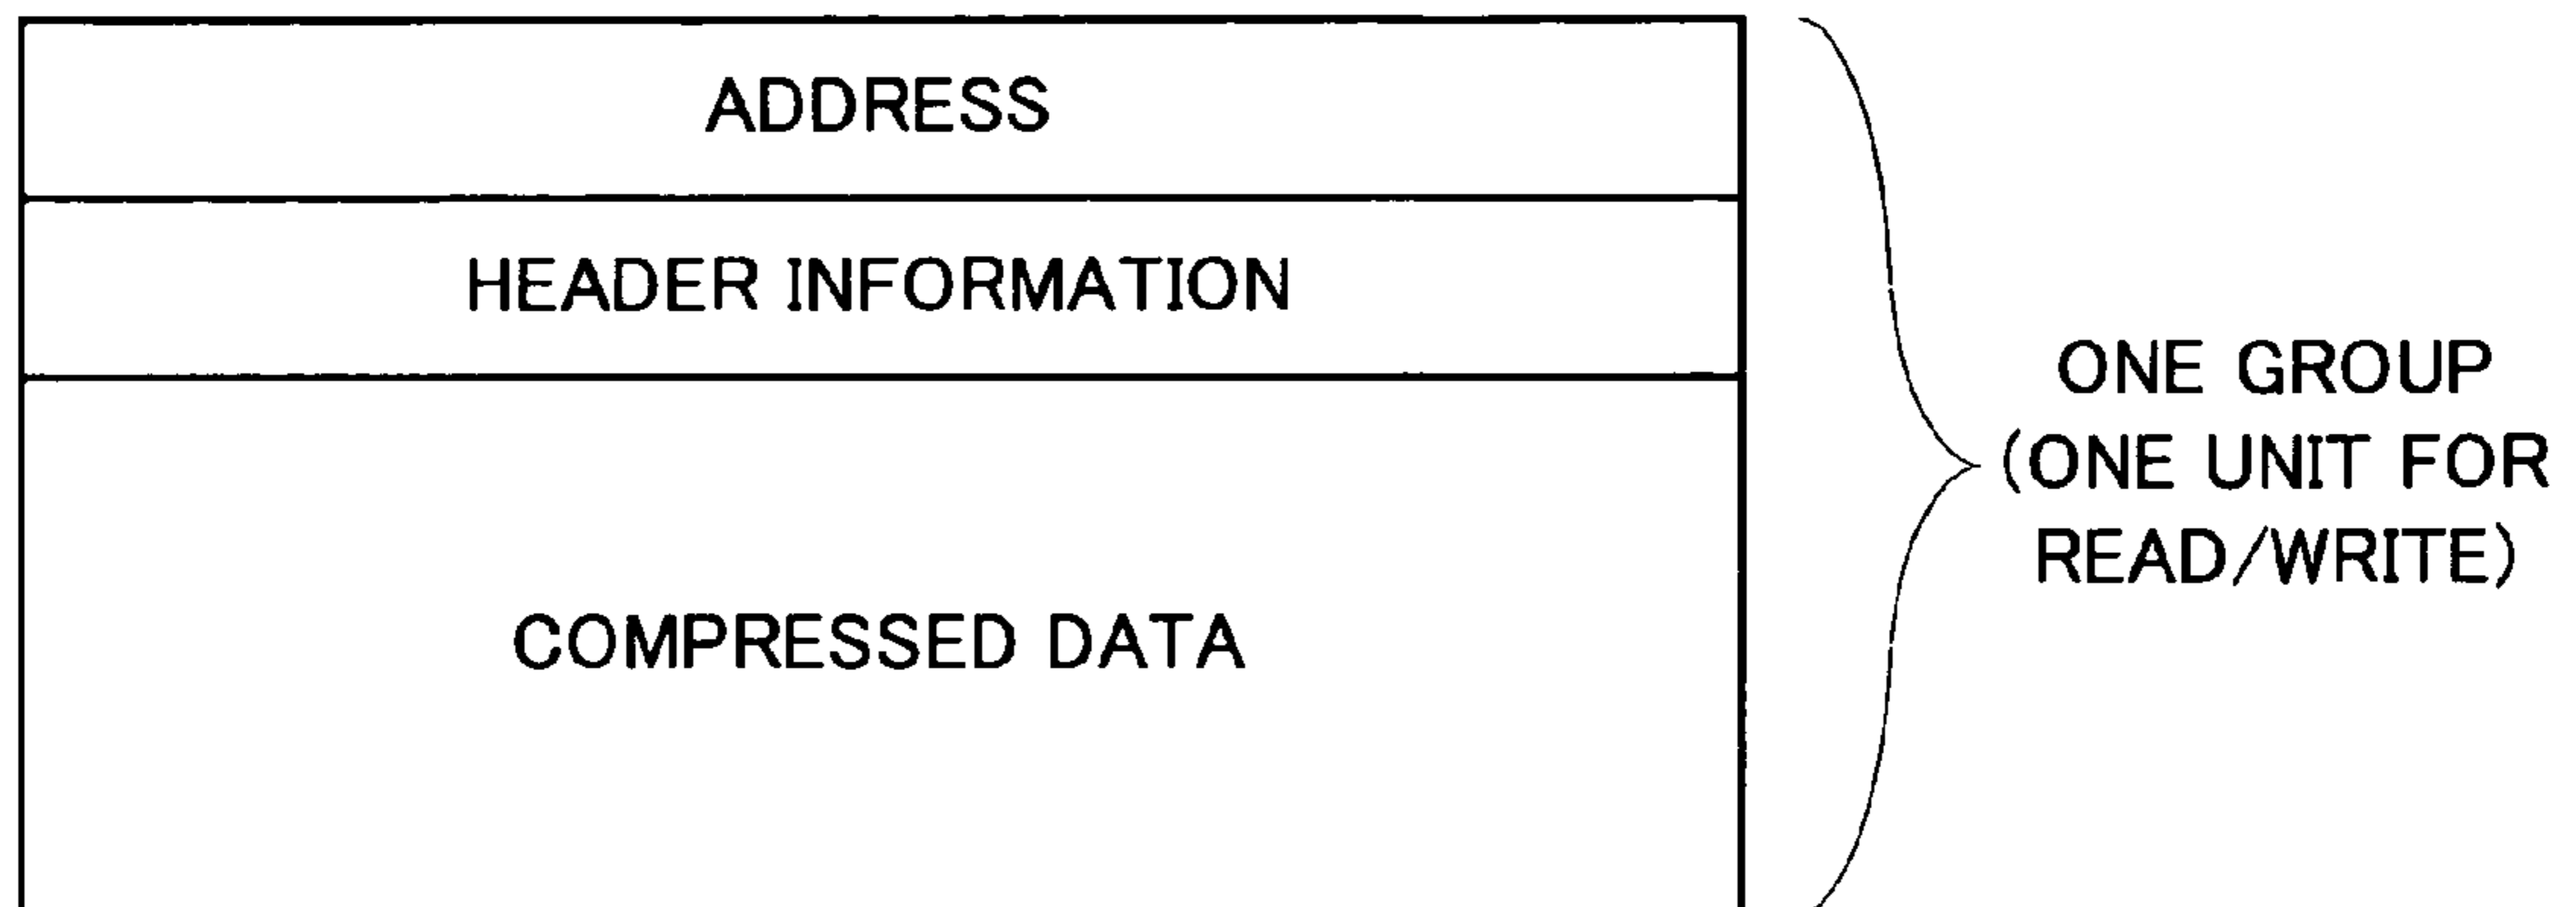 ADDRESS
HEADER INFORMATION
COMPRESSED DATA
ONE GROUP
(ONE UNIT FOR
READ/WRITE)